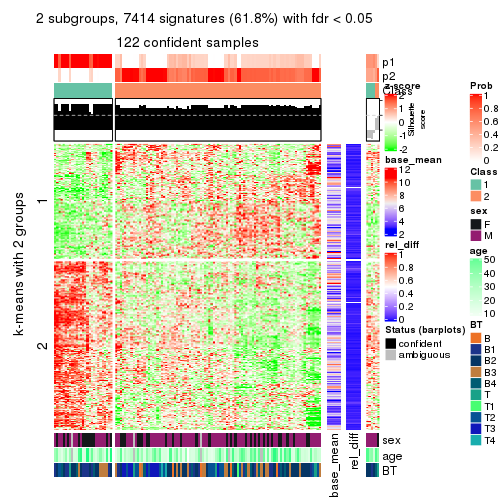 2 subgroups, 7414 signatures (61.8%) with fdr < 0.05
122 confident samples
p1
p2
Class
Silhouette
score
k-means with 2 groups
1
2
sex
age
BT
base_mean
rel_diff
z-score
2
1
0
-1
-2
base_mean
12
10
8
6
4
2
rel_diff
1
0.8
0.6
0.4
0.2
0
Status (barplots)
confident
ambiguous
Prob
1
0.8
0.6
0.4
0.2
0
Class
1
2
sex
F
M
age
50
40
30
20
10
BT
B
B1
B2
B3
B4
T
T1
T2
T3
T4